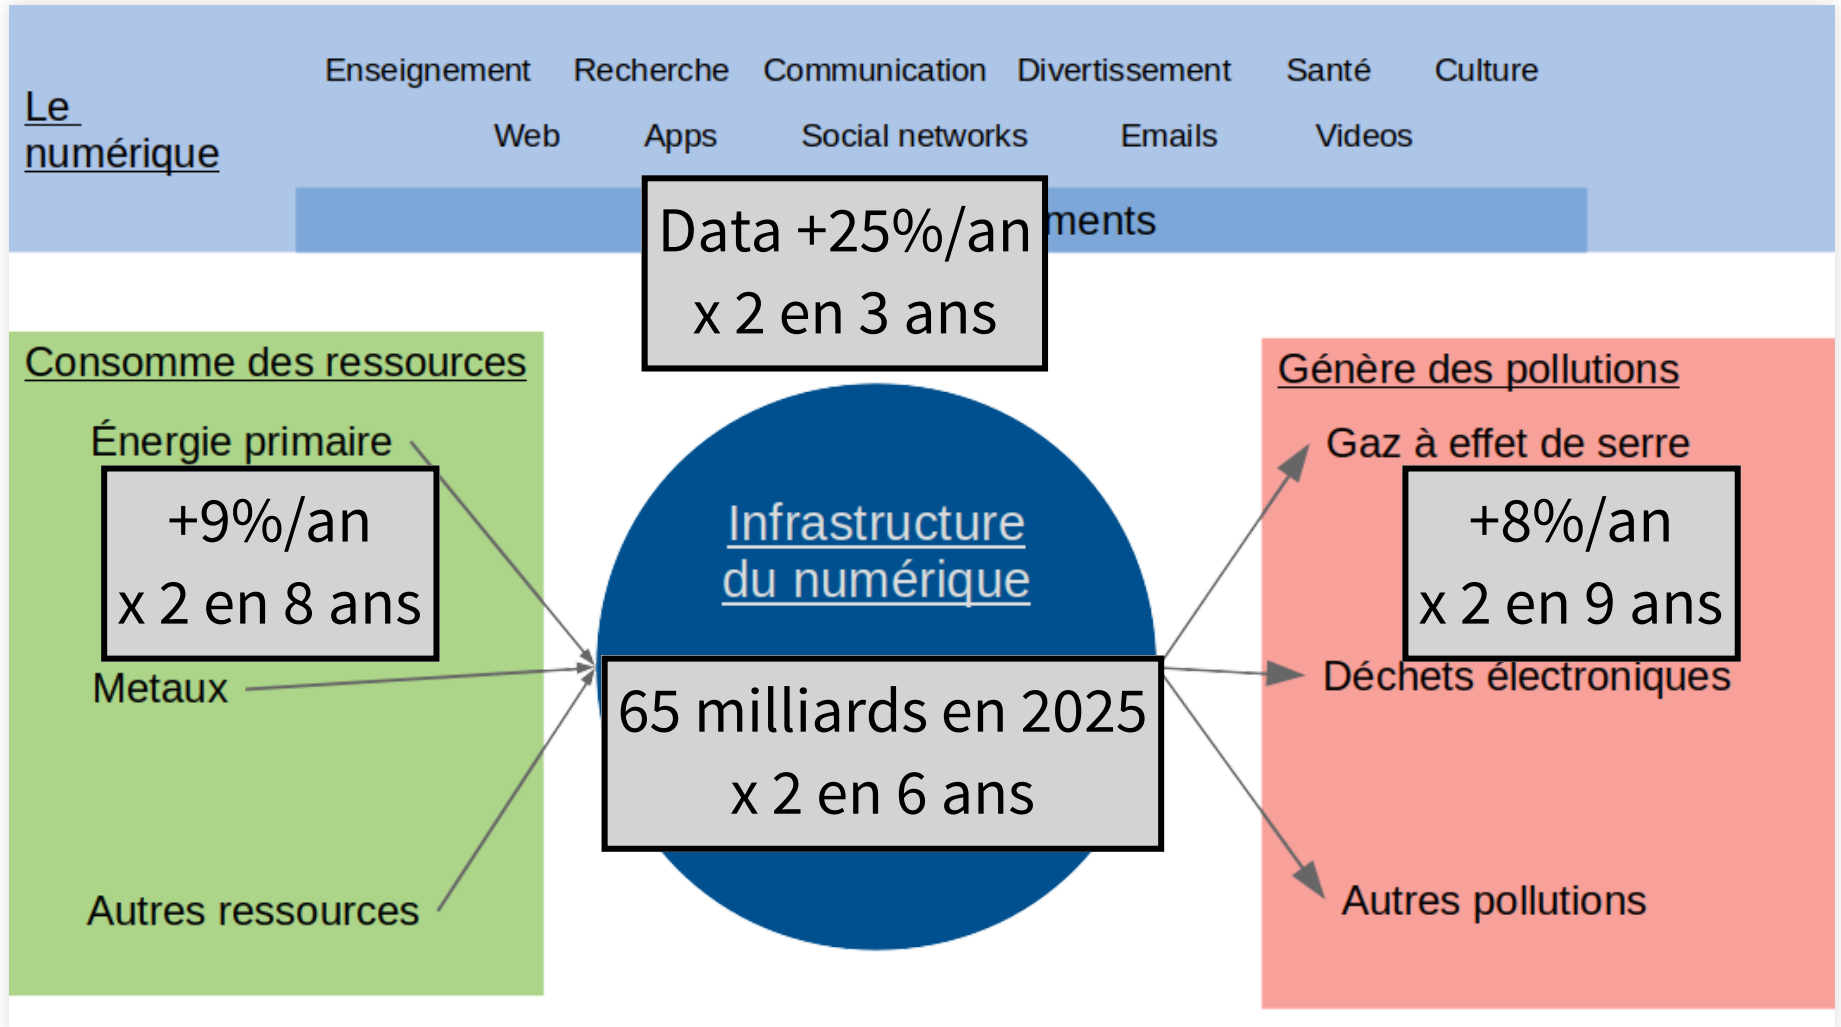 Le
numérique
Enseignement Recherche Communication Divertissement Santé Culture
Web Apps Social networks Emails Videos
Data +25%/an
x 2 en 3 ans
Consomme des ressources
Énergie primaire
+9%/an
x 2 en 8 ans
Metaux
Autres ressources
Infrastructure
du numérique
65 milliards en 2025
x 2 en 6 ans
Génère des pollutions
Gaz à effet de serre
+8%/an
x 2 en 9 ans
Déchets électroniques
Autres pollutions